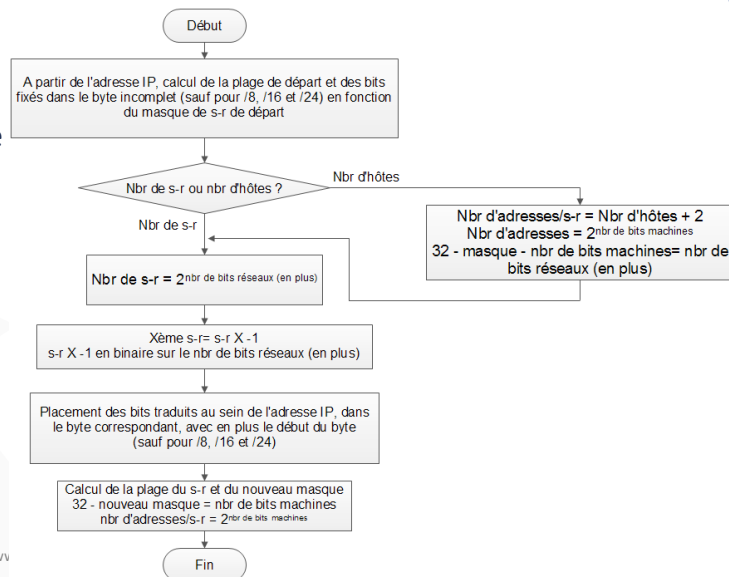 Début
A partir de l'adresse IP, calcul de la plage de départ et des bits
fixés dans le byte incomplet (sauf pour /8, /16 et /24) en fonction
du masque de s-r de départ
Nbr de s-r ou nbr d'hôtes ?
Nbr d'hôtes
Nbr de s-r
Nbr d'adresses/s-r = Nbr d'hôtes + 2
Nbr d'adresses = 2^nbr de bits machines
32 - masque - nbr de bits machines= nbr de
bits réseaux (en plus)
Nbr de s-r = 2^nbr de bits réseaux (en plus)
Xème s-r= s-r X -1
s-r X -1 en binaire sur le nbr de bits réseaux (en plus)
Placement des bits traduits au sein de l'adresse IP, dans
le byte correspondant, avec en plus le début du byte
(sauf pour /8, /16 et /24)
Calcul de la plage du s-r et du nouveau masque
32 - nouveau masque = nbr de bits machines
nbr d'adresses/s-r = 2^nbr de bits machines
Fin